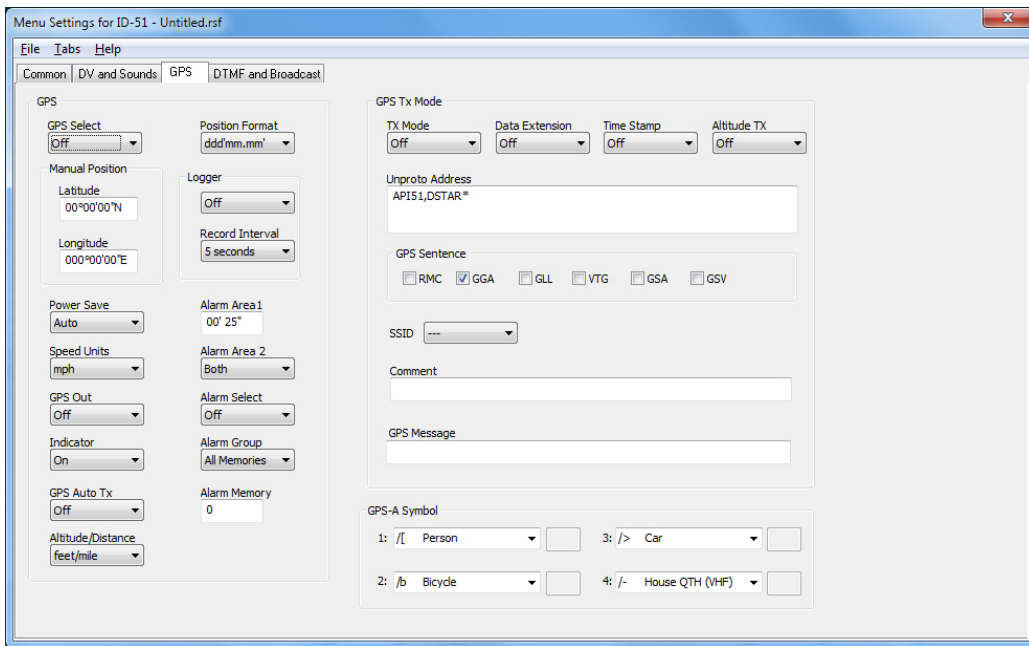 Menu Settings for ID-51 - Untitled.rsf
File Tabs Help
Common DV and Sounds GPS DTMF and Broadcast
GPS
GPS Select
Off
Position Format
ddd'mm.mm'
Manual Position
Latitude
00°00'00"N
Longitude
000°00'00"E
Logger
Off
Record Interval
5 seconds
Power Save
Auto
Alarm Area1
00' 25"
Speed Units
mph
Alarm Area 2
Both
GPS Out
Off
Alarm Select
Off
Indicator
On
Alarm Group
All Memories
GPS Auto Tx
Off
Alarm Memory
0
Altitude/Distance
feet/mile
GPS Tx Mode
TX Mode
Off
Data Extension
Off
Time Stamp
Off
Altitude TX
Off
Unproto Address
API51,DSTAR*
GPS Sentence
RMC GGA GLL VTG GSA GSV
SSID ---
Comment
GPS Message
GPS-A Symbol
1: /[ Person
3: /> Car
2: /b Bicycle
4: /- House QTH (VHF)